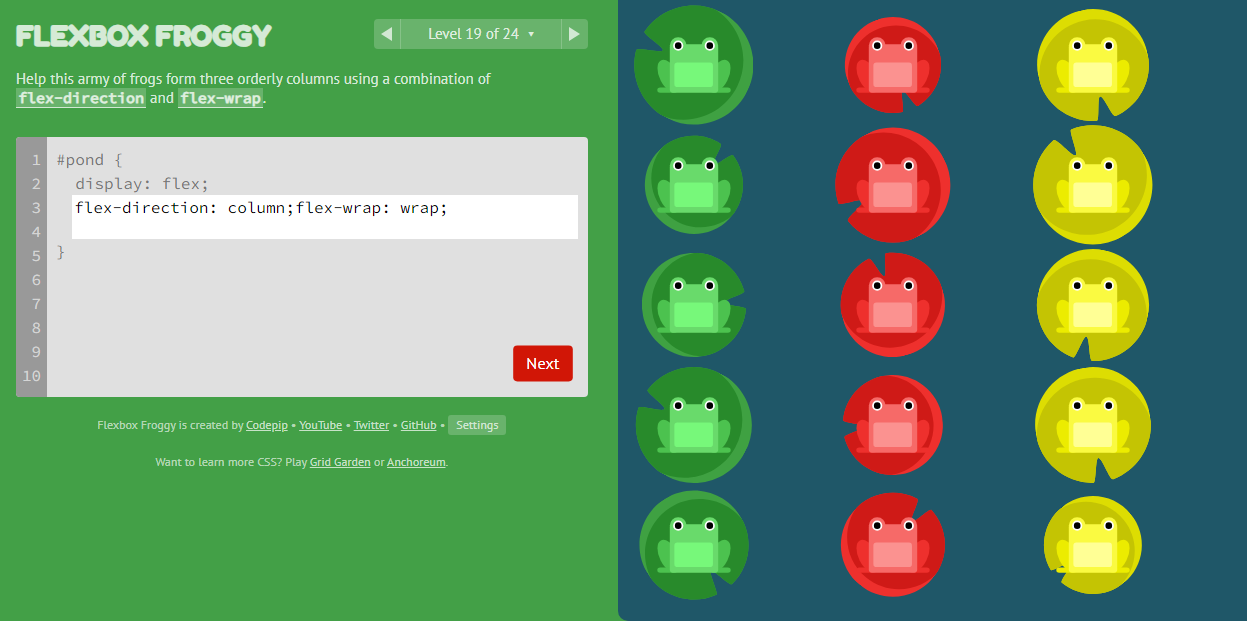 FLEXBOX FROGGY
◀ Level 19 of 24 ▾ ▶
Help this army of frogs form three orderly columns using a combination of
flex-direction and flex-wrap.
1 #pond {
2 display: flex;
3 flex-direction: column;flex-wrap: wrap;
4
5 }
6
7
8
9
10
Next
Flexbox Froggy is created by Codepip • YouTube • Twitter • GitHub • Settings
Want to learn more CSS? Play Grid Garden or Anchoreum.